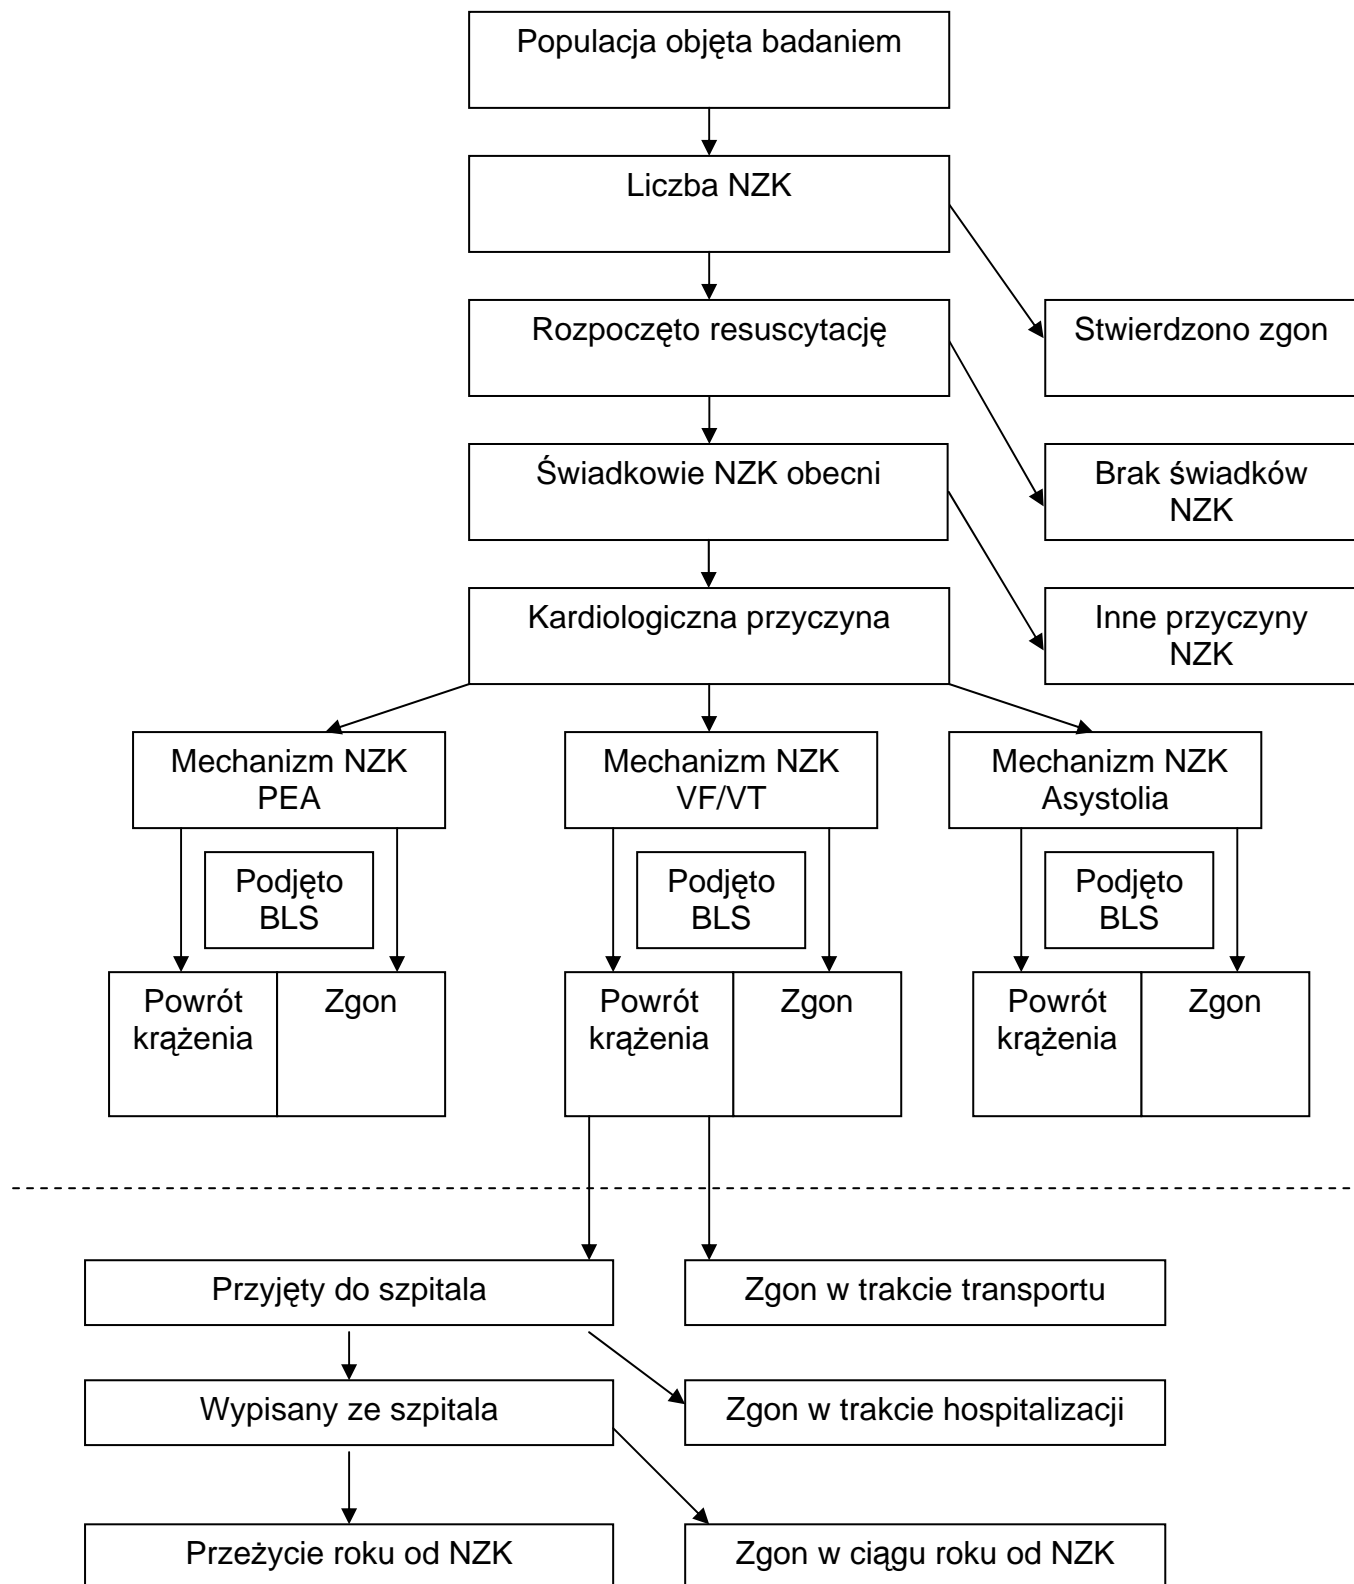 Populacja objęta badaniem
Liczba NZK
Rozpoczęto resuscytację
Stwierdzono zgon
Świadkowie NZK obecni
Brak świadków
NZK
Kardiologiczna przyczyna
Inne przyczyny
NZK
Mechanizm NZK
PEA
Mechanizm NZK
VF/VT
Mechanizm NZK
Asystolia
Podjęto
BLS
Podjęto
BLS
Podjęto
BLS
Powrót
krążenia
Zgon
Powrót
krążenia
Zgon
Powrót
krążenia
Zgon
Przyjęty do szpitala
Zgon w trakcie transportu
Wypisany ze szpitala
Zgon w trakcie hospitalizacji
Przeżycie roku od NZK
Zgon w ciągu roku od NZK